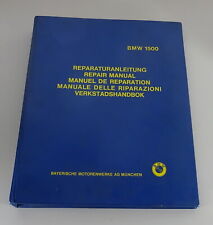 BMW 1500
REPARATURANLEITUNG
REPAIR MANUAL
MANUEL DE REPARATION
MANUALE DELLE RIPARAZIONI
VERKSTADSHANDBOK
BAYERISCHE MOTORENWERKE AG MÜNCHEN